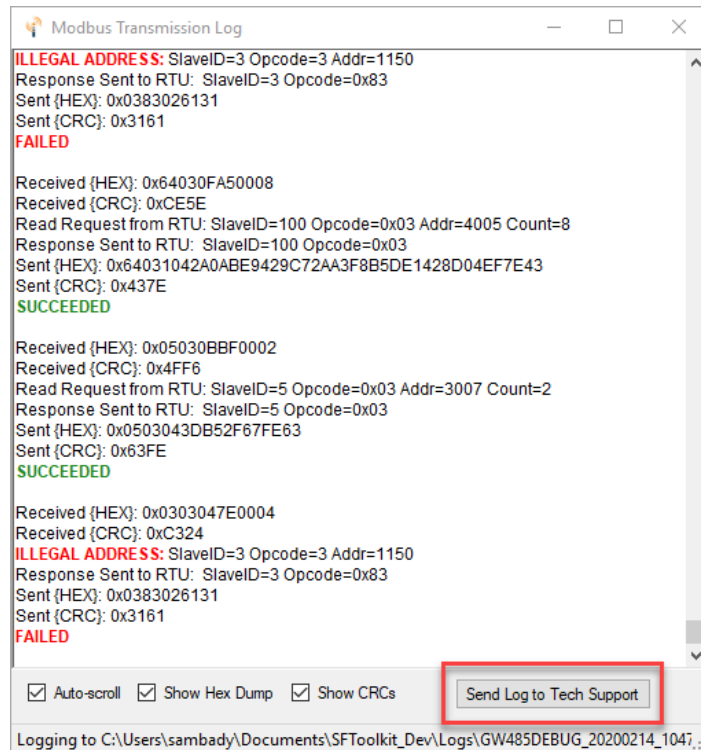 Modbus Transmission Log
ILLEGAL ADDRESS: SlaveID=3 Opcode=3 Addr=1150
Response Sent to RTU:  SlaveID=3 Opcode=0x83
Sent {HEX}: 0x0383026131
Sent {CRC}: 0x3161
FAILED
Received {HEX}: 0x64030FA50008
Received {CRC}: 0xCE5E
Read Request from RTU: SlaveID=100 Opcode=0x03 Addr=4005 Count=8
Response Sent to RTU:  SlaveID=100 Opcode=0x03
Sent {HEX}: 0x64031042A0ABE9429C72AA3F8B5DE1428D04EF7E43
Sent {CRC}: 0x437E
SUCCEEDED
Received {HEX}: 0x05030BBF0002
Received {CRC}: 0x4FF6
Read Request from RTU: SlaveID=5 Opcode=0x03 Addr=3007 Count=2
Response Sent to RTU:  SlaveID=5 Opcode=0x03
Sent {HEX}: 0x0503043DB52F67FE63
Sent {CRC}: 0x63FE
SUCCEEDED
Received {HEX}: 0x0303047E0004
Received {CRC}: 0xC324
ILLEGAL ADDRESS: SlaveID=3 Opcode=3 Addr=1150
Response Sent to RTU:  SlaveID=3 Opcode=0x83
Sent {HEX}: 0x0383026131
Sent {CRC}: 0x3161
FAILED
Auto-scroll Show Hex Dump Show CRCs Send Log to Tech Support
Logging to C:\Users\sambady\Documents\SFToolkit_Dev\Logs\GW485DEBUG_20200214_1047